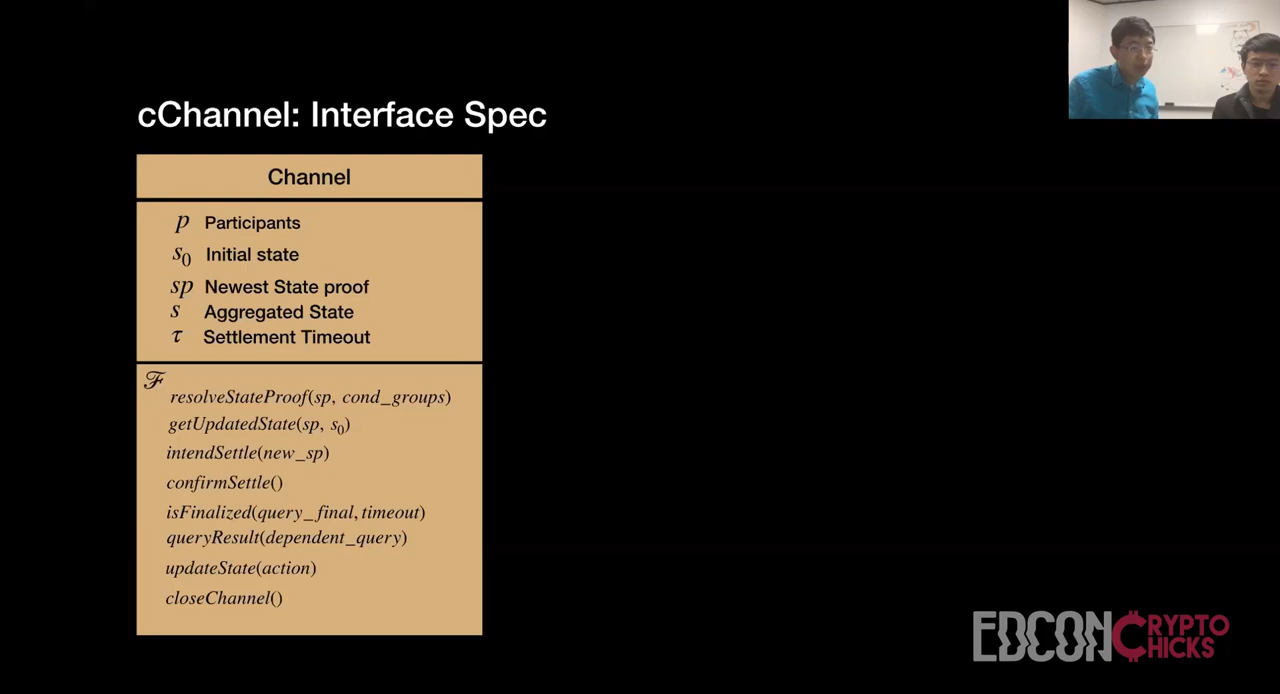 cChannel: Interface Spec
Channel
p Participants
s₀ Initial state
sp Newest State proof
s Aggregated State
τ Settlement Timeout
ℱ
resolveStateProof(sp, cond_groups)
getUpdatedState(sp, s₀)
intendSettle(new_sp)
confirmSettle()
isFinalized(query_final, timeout)
queryResult(dependent_query)
updateState(action)
closeChannel()
EDCON CRYPTO
CHICKS